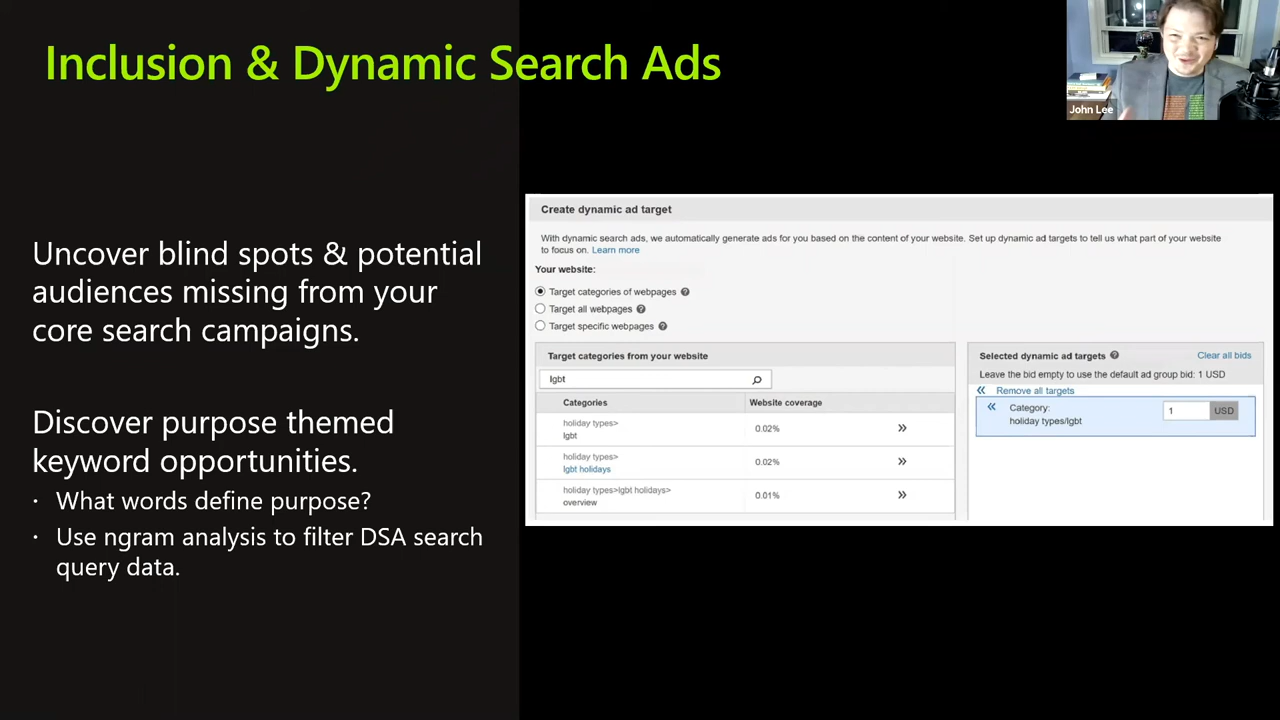 Inclusion & Dynamic Search Ads
John Lee
Uncover blind spots & potential
audiences missing from your
core search campaigns.
Discover purpose themed
keyword opportunities.
· What words define purpose?
· Use ngram analysis to filter DSA search
query data.
Create dynamic ad target
With dynamic search ads, we automatically generate ads for you based on the content of your website. Set up dynamic ad targets to tell us what part of your website
to focus on. Learn more
Your website:
Target categories of webpages
Target all webpages
Target specific webpages
Target categories from your website
lgbt
Categories Website coverage
holiday types>
lgbt 0.02%
holiday types>
lgbt holidays 0.02%
holiday types>lgbt holidays>
overview 0.01%
Selected dynamic ad targets Clear all bids
Leave the bid empty to use the default ad group bid: 1 USD
Remove all targets
Category: 1 USD
holiday types/lgbt